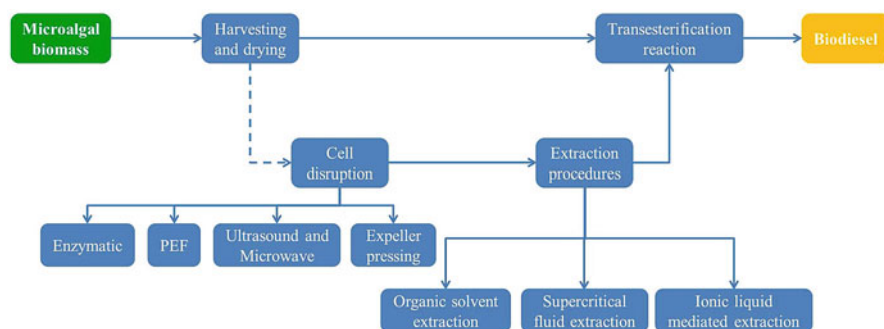 Microalgal
biomass
Harvesting
and drying
Transesterification
reaction
Biodiesel
Cell
disruption
Extraction
procedures
Enzymatic
PEF
Ultrasound and
Microwave
Expeller
pressing
Organic solvent
extraction
Supercritical
fluid extraction
Ionic liquid
mediated extraction